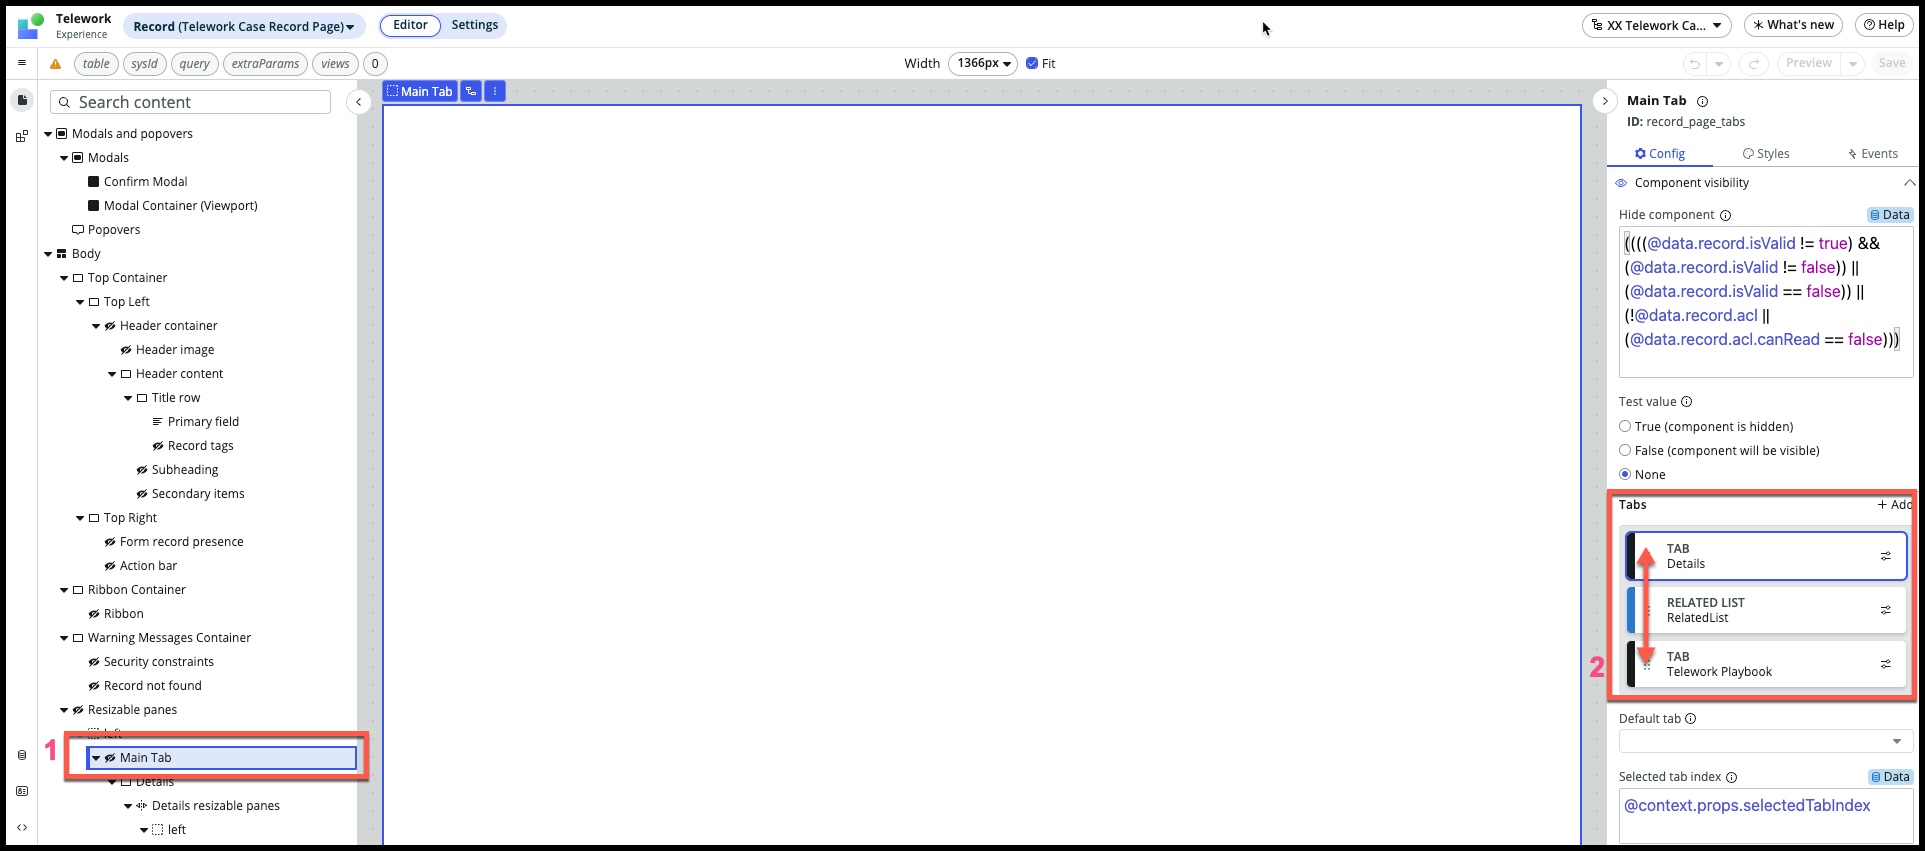 Telework
Experience
Record (Telework Case Record Page)
Editor
Settings
XX Telework Ca...
What's new
Help
table
sysId
query
extraParams
views
0
Width
1366px
Fit
Preview
Save
Search content
Modals and popovers
Modals
Confirm Modal
Modal Container (Viewport)
Popovers
Body
Top Container
Top Left
Header container
Header image
Header content
Title row
Primary field
Record tags
Subheading
Secondary items
Top Right
Form record presence
Action bar
Ribbon Container
Ribbon
Warning Messages Container
Security constraints
Record not found
Resizable panes
left
1
Main Tab
Details
Details resizable panes
left
Main Tab
Main Tab
ID: record_page_tabs
Config
Styles
Events
Component visibility
Hide component
Data
((((@data.record.isValid != true) &&
(@data.record.isValid != false)) ||
(@data.record.isValid == false)) ||
(!@data.record.acl ||
(@data.record.acl.canRead == false)))
Test value
True (component is hidden)
False (component will be visible)
None
Tabs
+ Add
TAB
Details
RELATED LIST
RelatedList
2
TAB
Telework Playbook
Default tab
Selected tab index
Data
@context.props.selectedTabIndex